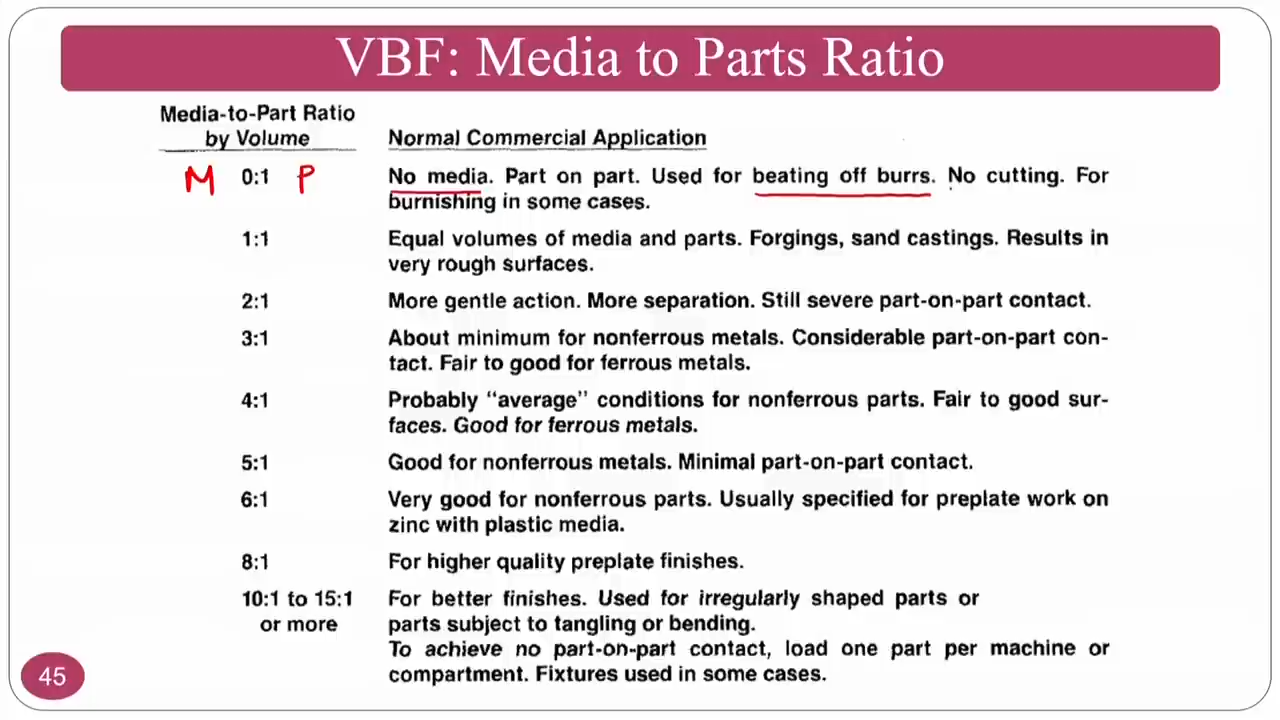 VBF: Media to Parts Ratio
Media-to-Part Ratio
by Volume
Normal Commercial Application
M 0:1 P
No media. Part on part. Used for beating off burrs. No cutting. For
burnishing in some cases.
1:1
Equal volumes of media and parts. Forgings, sand castings. Results in
very rough surfaces.
2:1
More gentle action. More separation. Still severe part-on-part contact.
3:1
About minimum for nonferrous metals. Considerable part-on-part con-
tact. Fair to good for ferrous metals.
4:1
Probably “average” conditions for nonferrous parts. Fair to good sur-
faces. Good for ferrous metals.
5:1
Good for nonferrous metals. Minimal part-on-part contact.
6:1
Very good for nonferrous parts. Usually specified for preplate work on
zinc with plastic media.
8:1
For higher quality preplate finishes.
10:1 to 15:1
or more
For better finishes. Used for irregularly shaped parts or
parts subject to tangling or bending.
To achieve no part-on-part contact, load one part per machine or
compartment. Fixtures used in some cases.
45